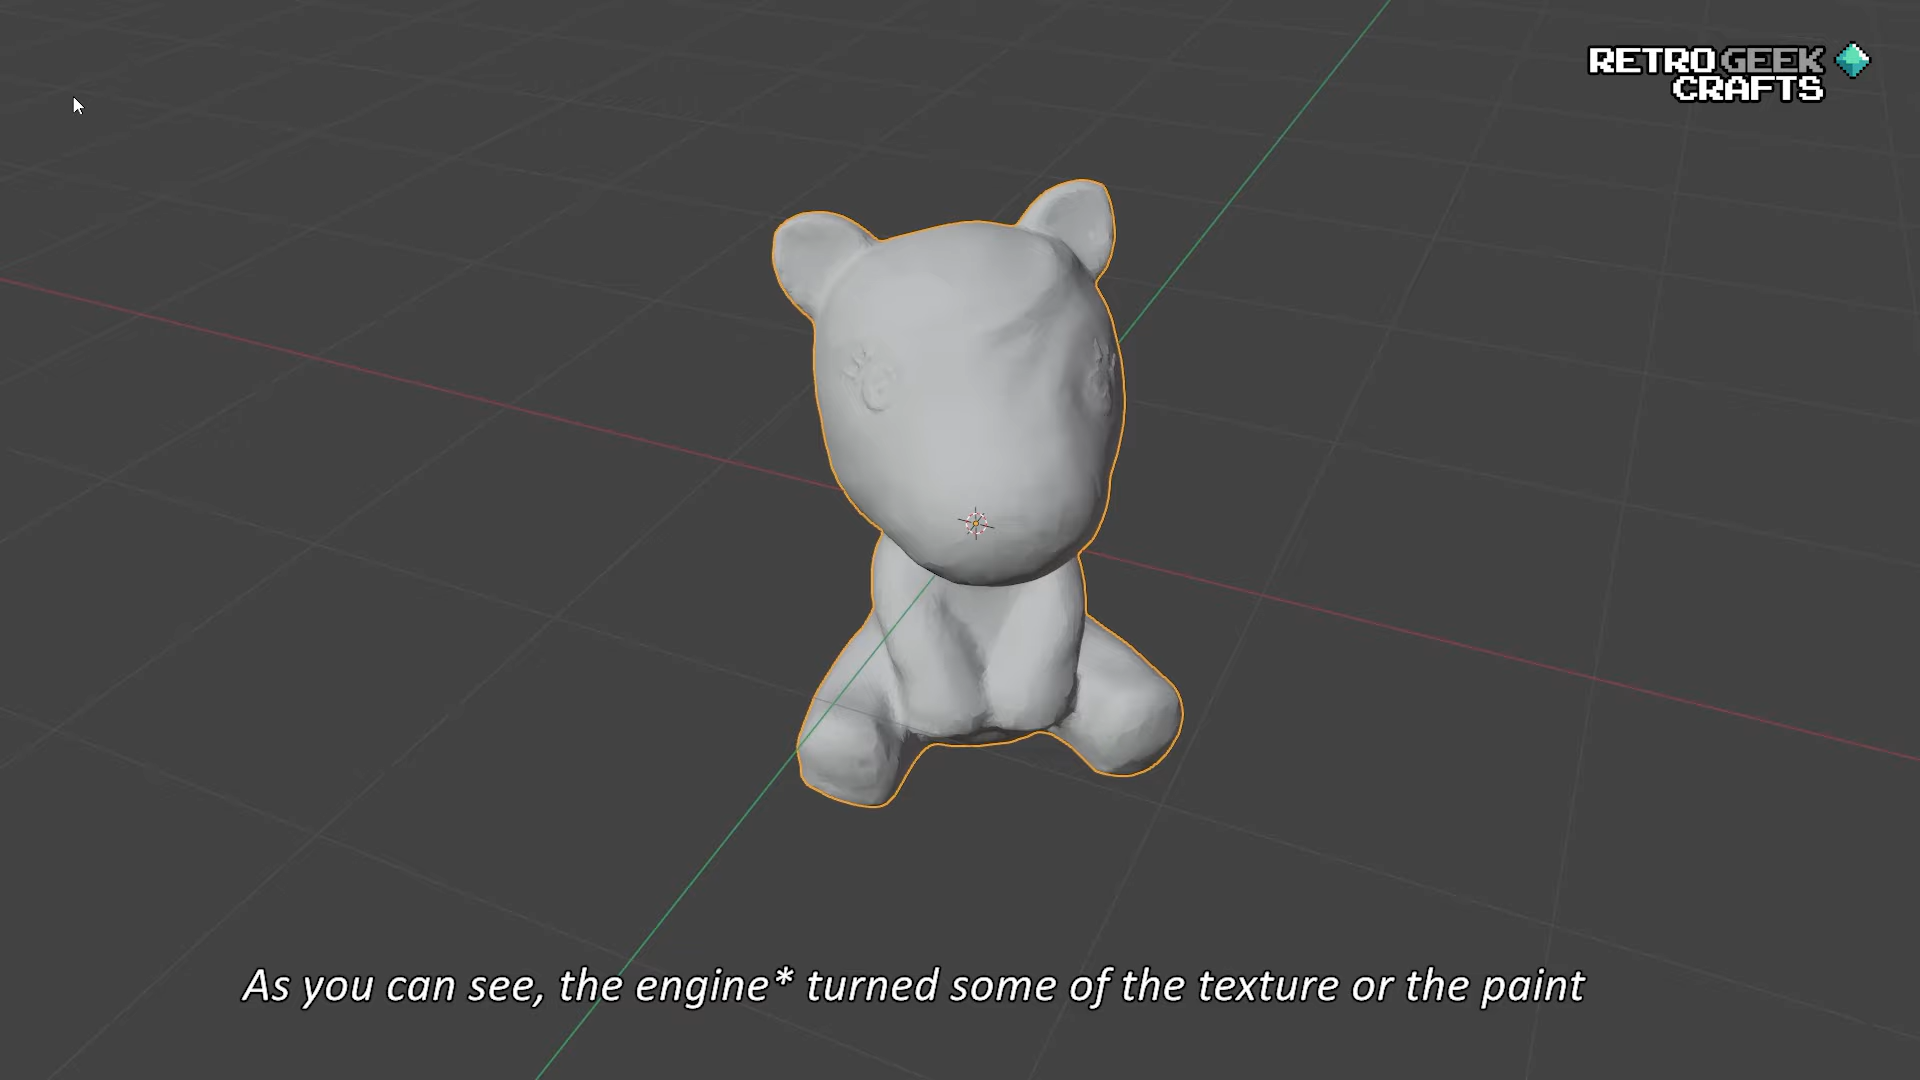 RETRO GEEK
CRAFTS
As you can see, the engine* turned some of the texture or the paint